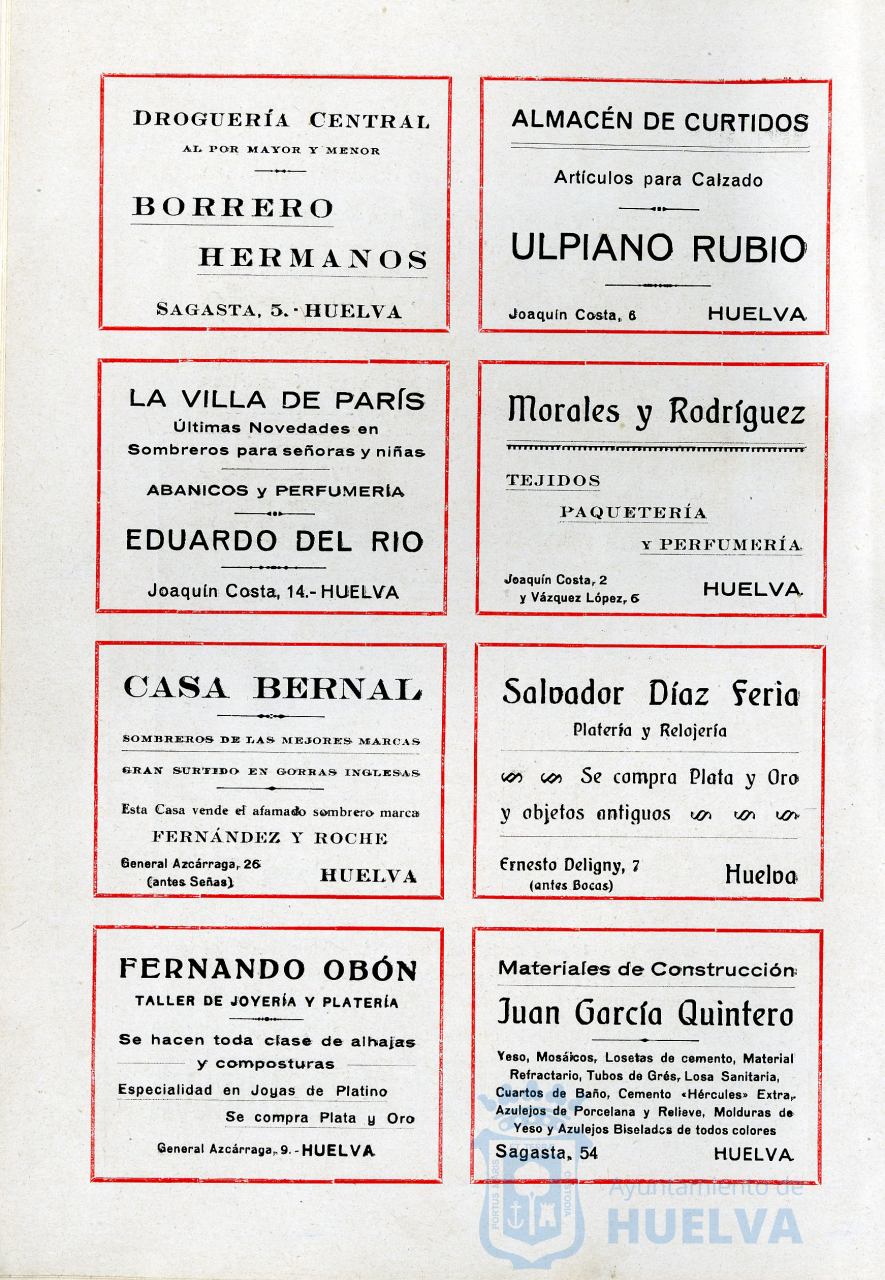 DROGUERÍA CENTRAL
AL POR MAYOR Y MENOR
BORRERO
HERMANOS
SAGASTA, 5.-HUELVA
ALMACÉN DE CURTIDOS
Artículos para Calzado
ULPIANO RUBIO
Joaquín Costa, 6 HUELVA
LA VILLA DE PARÍS
Últimas Novedades en
Sombreros para señoras y niñas
ABANICOS y PERFUMERÍA
EDUARDO DEL RIO
Joaquín Costa, 14.-HUELVA
Morales y Rodríguez
TEJIDOS
PAQUETERÍA
Y PERFUMERÍA
Joaquín Costa, 2
y Vázquez López, 6 HUELVA
CASA BERNAL
SOMBREROS DE LAS MEJORES MARCAS
GRAN SURTIDO EN GORRAS INGLESAS
Esta Casa vende el afamado sombrero marca
FERNÁNDEZ Y ROCHE
General Azcárraga, 26
(antes Señas) HUELVA
Salvador Díaz Feria
Platería y Relojería
Se compra Plata y Oro
y objetos antiguos
Ernesto Deligny, 7
(antes Bocas) Huelva
FERNANDO OBÓN
TALLER DE JOYERÍA Y PLATERÍA
Se hacen toda clase de alhajas
y composturas
Especialidad en Joyas de Platino
Se compra Plata y Oro
General Azcárraga, 9.-HUELVA
Materiales de Construcción
Juan García Quintero
Yeso, Mosáicos, Losetas de cemento, Material
Refractario, Tubos de Grés, Losa Sanitaria,
Cuartos de Baño, Cemento «Hércules» Extra,
Azulejos de Porcelana y Relieve, Molduras de
Yeso y Azulejos Biselados de todos colores
Sagasta, 54 HUELVA
PORTUS MARIS
ET TERRE
CUSTODIA
Ayuntamiento de
HUELVA